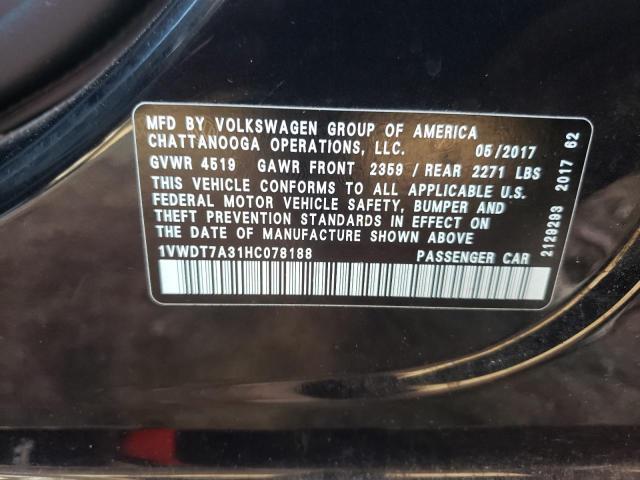 MFD BY VOLKSWAGEN GROUP OF AMERICA
CHATTANOOGA OPERATIONS, LLC. 05/2017
GVWR 4519 GAWR FRONT 2359 / REAR 2271 LBS
THIS VEHICLE CONFORMS TO ALL APPLICABLE U.S.
FEDERAL MOTOR VEHICLE SAFETY, BUMPER AND
THEFT PREVENTION STANDARDS IN EFFECT ON
THE DATE OF MANUFACTURE SHOWN ABOVE
1VWDT7A31HC078188 PASSENGER CAR
2129293 2017 62